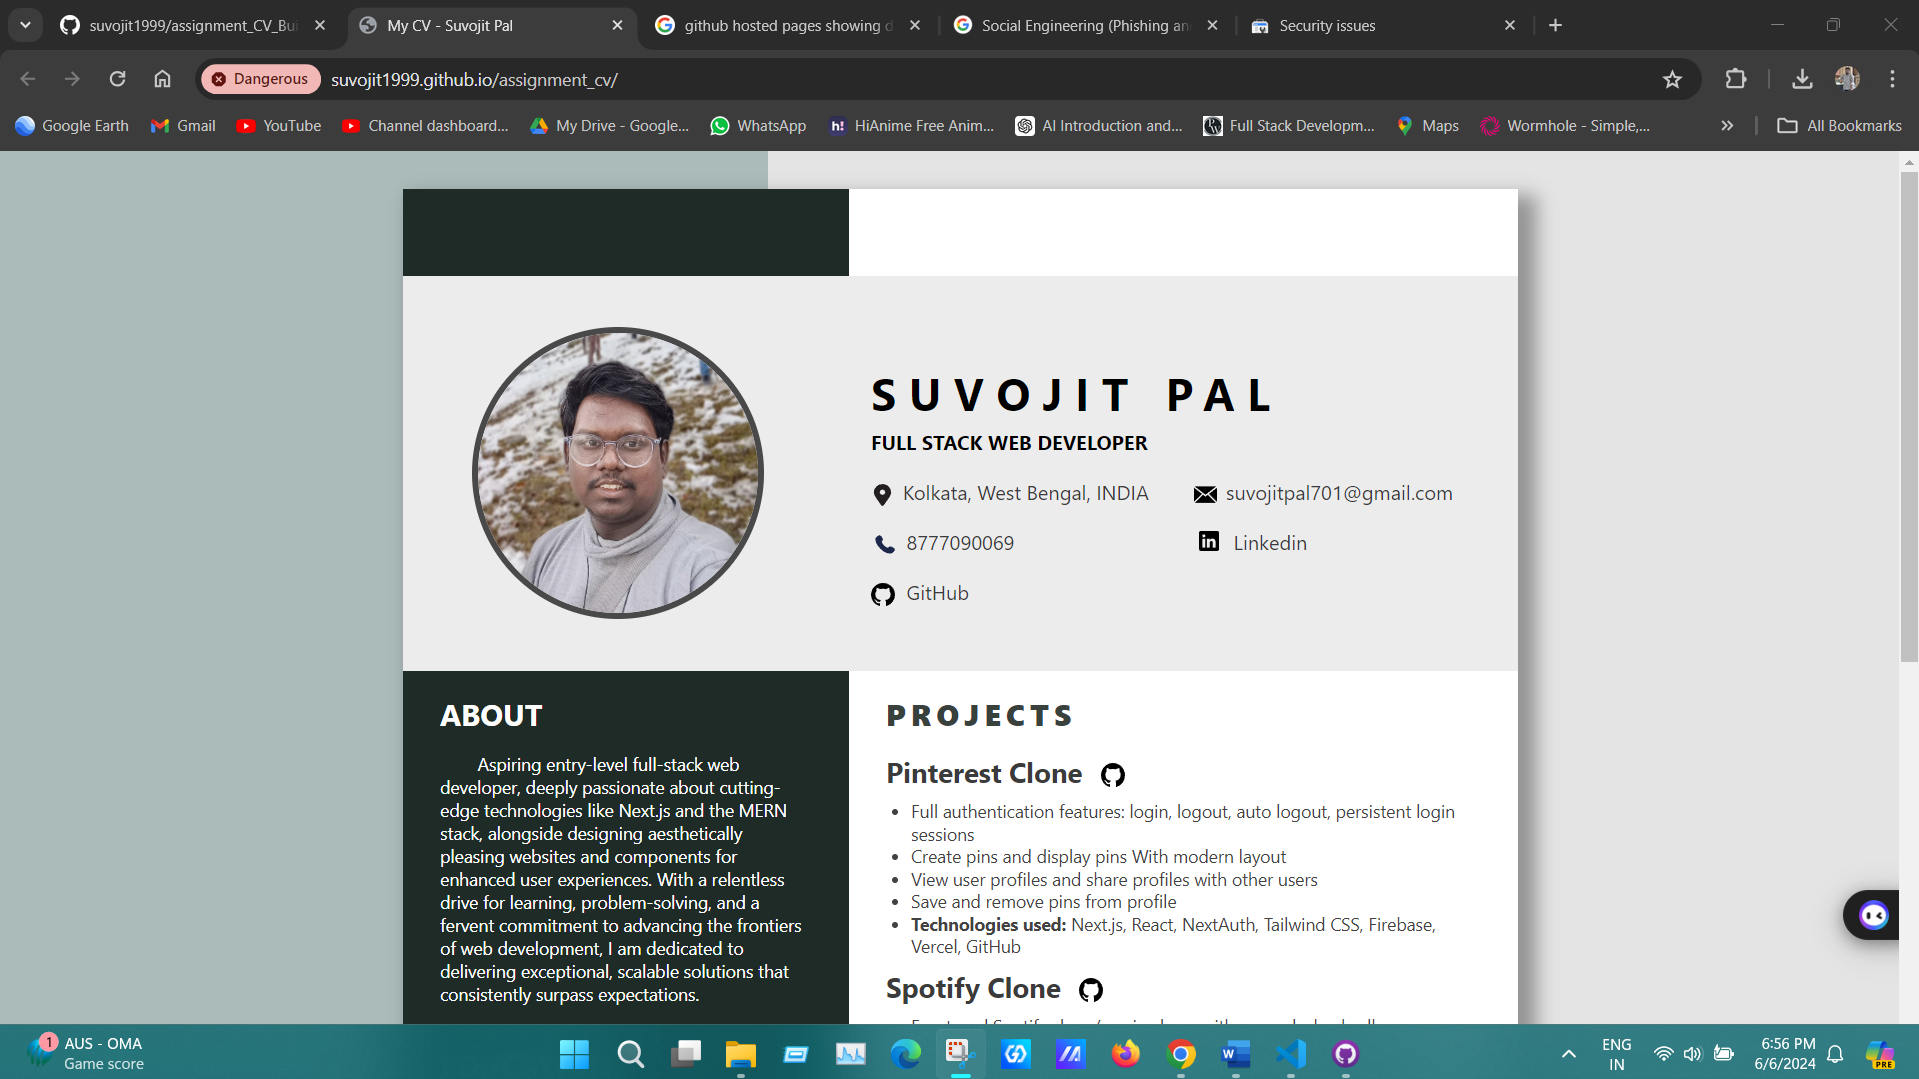 suvojit1999/assignment_CV_Bui
My CV - Suvojit Pal
github hosted pages showing d
Social Engineering (Phishing an
Security issues
Dangerous
suvojit1999.github.io/assignment_cv/
Google Earth
Gmail
YouTube
Channel dashboard...
My Drive - Google...
WhatsApp
h!
HiAnime Free Anim...
AI Introduction and...
Full Stack Developm...
Maps
Wormhole - Simple,...
All Bookmarks
SUVOJIT PAL
FULL STACK WEB DEVELOPER
Kolkata, West Bengal, INDIA
suvojitpal701@gmail.com
8777090069
Linkedin
GitHub
ABOUT
Aspiring entry-level full-stack web
developer, deeply passionate about cutting-
edge technologies like Next.js and the MERN
stack, alongside designing aesthetically
pleasing websites and components for
enhanced user experiences. With a relentless
drive for learning, problem-solving, and a
fervent commitment to advancing the frontiers
of web development, I am dedicated to
delivering exceptional, scalable solutions that
consistently surpass expectations.
PROJECTS
Pinterest Clone
• Full authentication features: login, logout, auto logout, persistent login
sessions
• Create pins and display pins With modern layout
• View user profiles and share profiles with other users
• Save and remove pins from profile
• Technologies used: Next.js, React, NextAuth, Tailwind CSS, Firebase,
Vercel, GitHub
Spotify Clone
1
AUS - OMA
Game score
ENG
IN
6:56 PM
6/6/2024
PRE